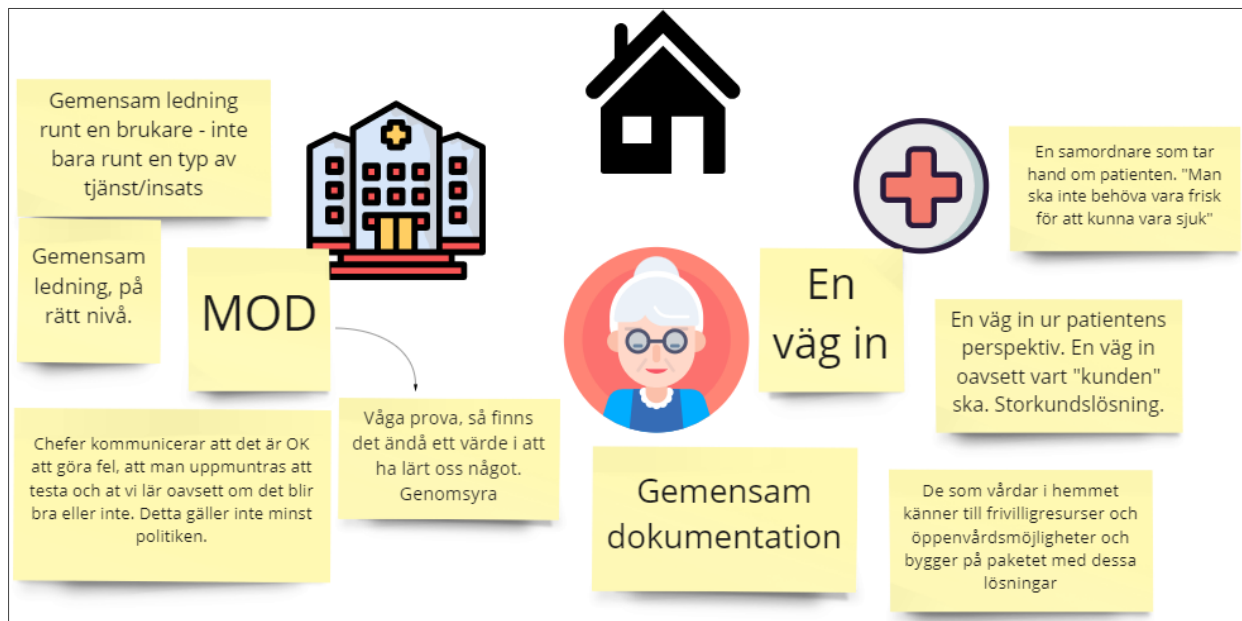 Gemensam ledning
runt en brukare - inte
bara runt en typ av
tjänst/insats
Gemensam
ledning, på
rätt nivå.
MOD
Chefer kommunicerar att det är OK
att göra fel, att man uppmuntras att
testa och at vi lär oavsett om det blir
bra eller inte. Detta gäller inte minst
politiken.
Våga prova, så finns
det ändå ett värde i att
ha lärt oss något.
Genomsyra
En
väg in
Gemensam
dokumentation
En samordnare som tar
hand om patienten. "Man
ska inte behöva vara frisk
för att kunna vara sjuk"
En väg in ur patientens
perspektiv. En väg in
oavsett vart "kunden"
ska. Storkundslösning.
De som vårdar i hemmet
känner till frivilligresurser och
öppenvårdsmöjligheter och
bygger på paketet med dessa
lösningar